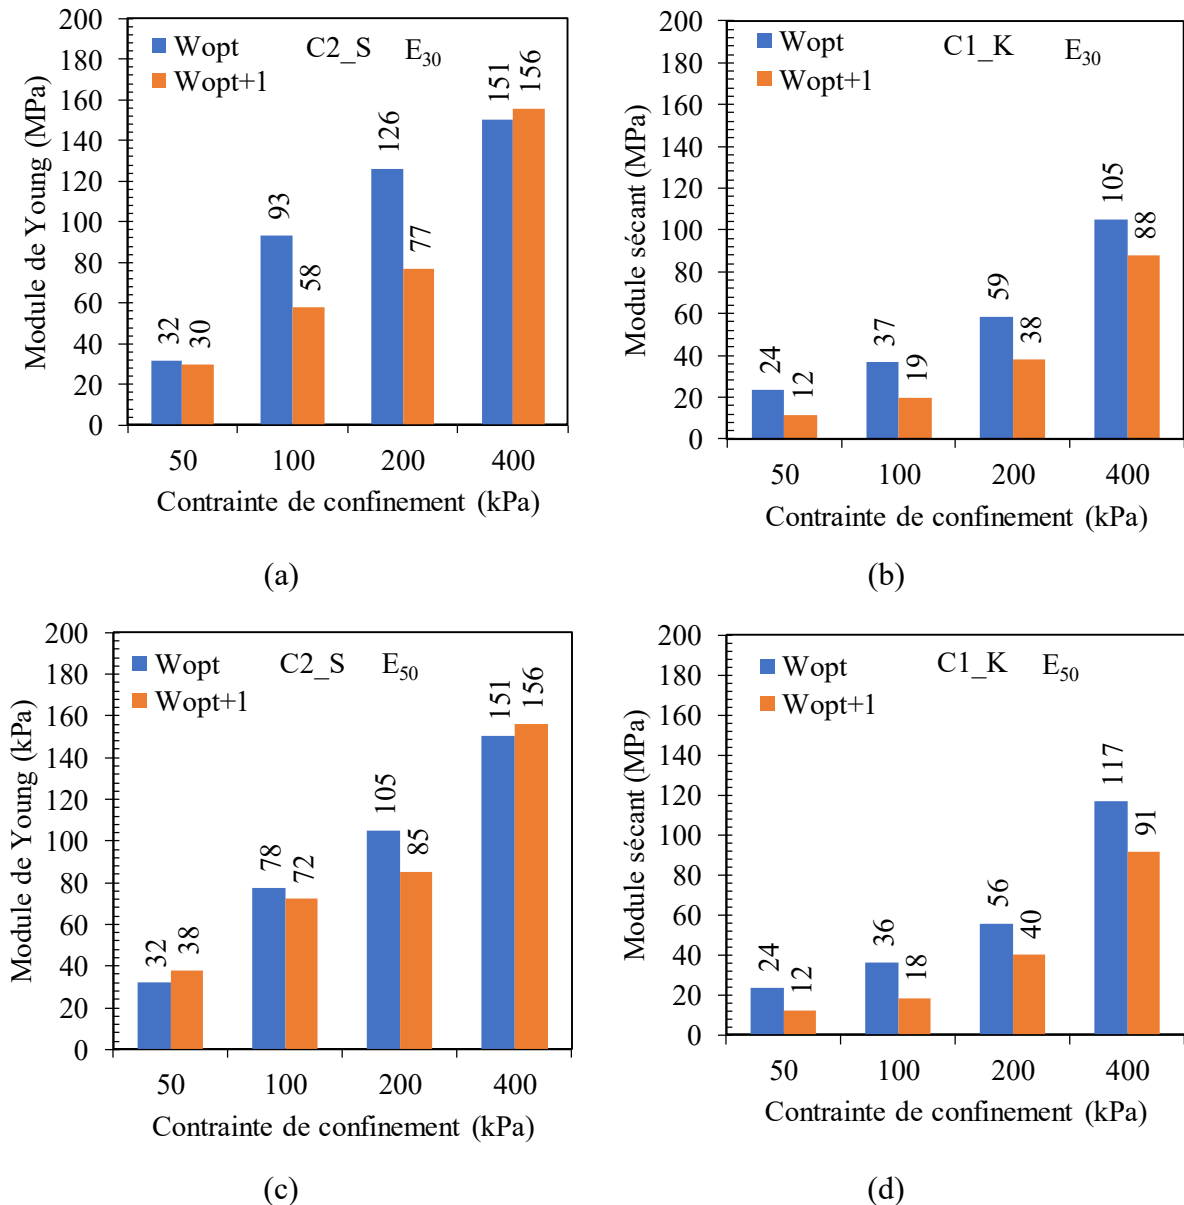 200
180
160
140
120
100
80
60
40
20
0
Module de Young (MPa)
Wopt
Wopt+1
C2_S E30
32
30
93
58
126
77
151
156
50 100 200 400
Contrainte de confinement (kPa)
(a)
200
180
160
140
120
100
80
60
40
20
0
Module sécant (MPa)
Wopt
Wopt+1
C1_K E30
24
12
37
19
59
38
105
88
50 100 200 400
Contrainte de confinement (kPa)
(b)
200
180
160
140
120
100
80
60
40
20
0
Module de Young (kPa)
Wopt
Wopt+1
C2_S E50
32
38
78
72
105
85
151
156
50 100 200 400
Contrainte de confinement (kPa)
(c)
200
180
160
140
120
100
80
60
40
20
0
Module sécant (MPa)
Wopt
Wopt+1
C1_K E50
24
12
36
18
56
40
117
91
50 100 200 400
Contrainte de confinement (kPa)
(d)